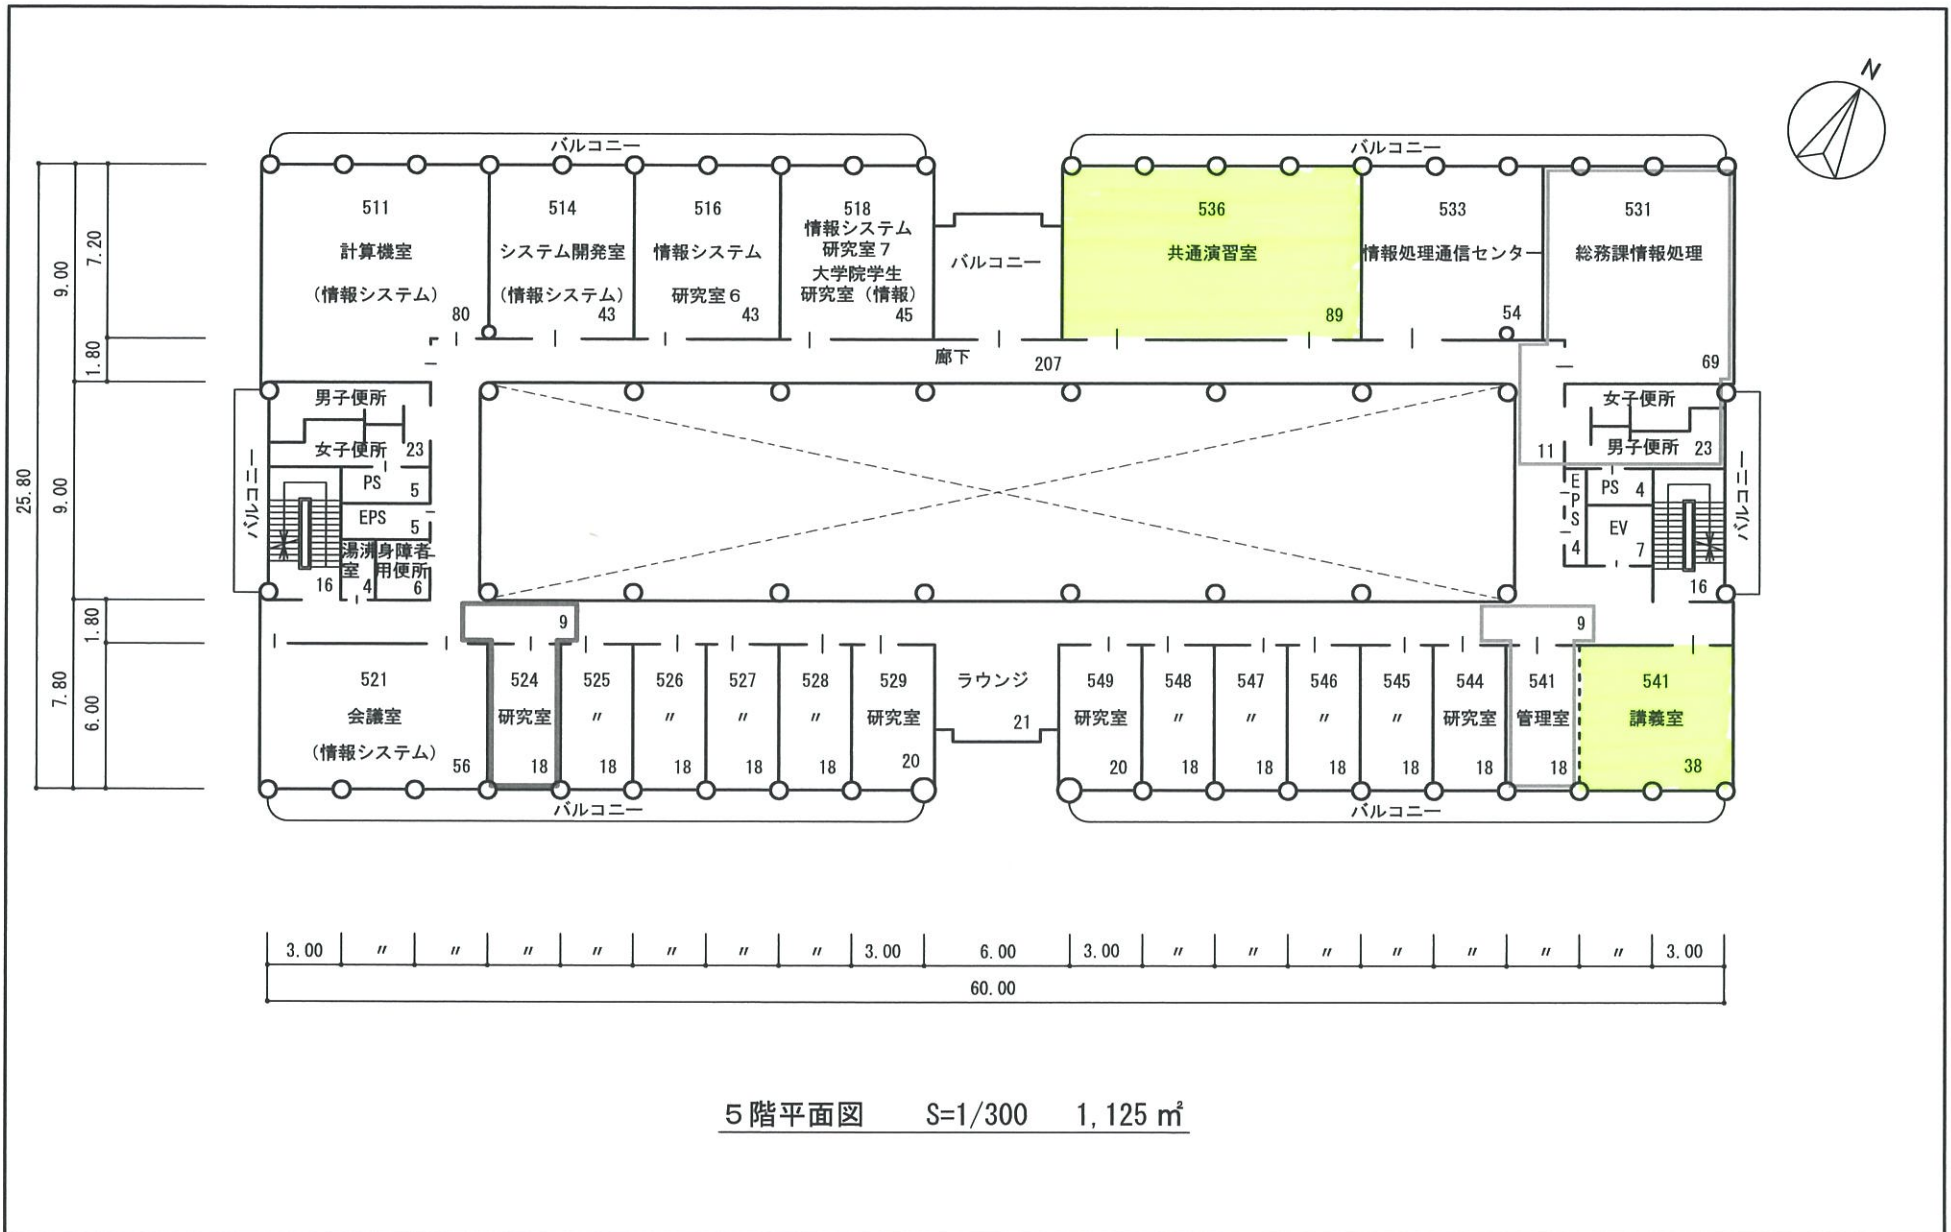 N
バルコニー
バルコニー
511
計算機室
(情報システム)
80
514
システム開発室
(情報システム)
43
516
情報システム
研究室6
43
518
情報システム
研究室7
大学院学生
研究室(情報)
45
バルコニー
536
共通演習室
89
533
情報処理通信センター
54
531
総務課情報処理
69
廊下
207
7.20
9.00
1.80
25.80
9.00
1.80
7.80
6.00
男子便所
女子便所
23
PS
5
EPS
5
湯沸
室
4
身障者
用便所
6
16
バルコニー
女子便所
男子便所
23
11
EPS
4
PS
4
EV
7
16
バルコニー
9
9
521
会議室
(情報システム)
56
524
研究室
18
525
〃
18
526
〃
18
527
〃
18
528
〃
18
529
研究室
20
ラウンジ
21
549
研究室
20
548
〃
18
547
〃
18
546
〃
18
545
〃
18
544
研究室
18
541
管理室
18
541
講義室
38
バルコニー
バルコニー
3.00 〃 〃 〃 〃 〃 〃 〃 3.00 6.00 3.00 〃 〃 〃 〃 〃 〃 〃 3.00
60.00
5階平面図 S=1/300 1,125㎡